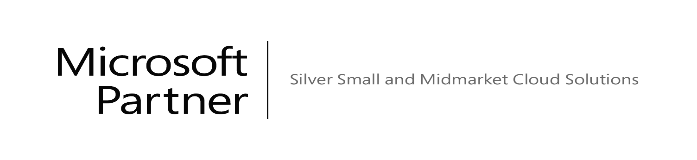 Microsoft
Partner
Silver Small and Midmarket Cloud Solutions